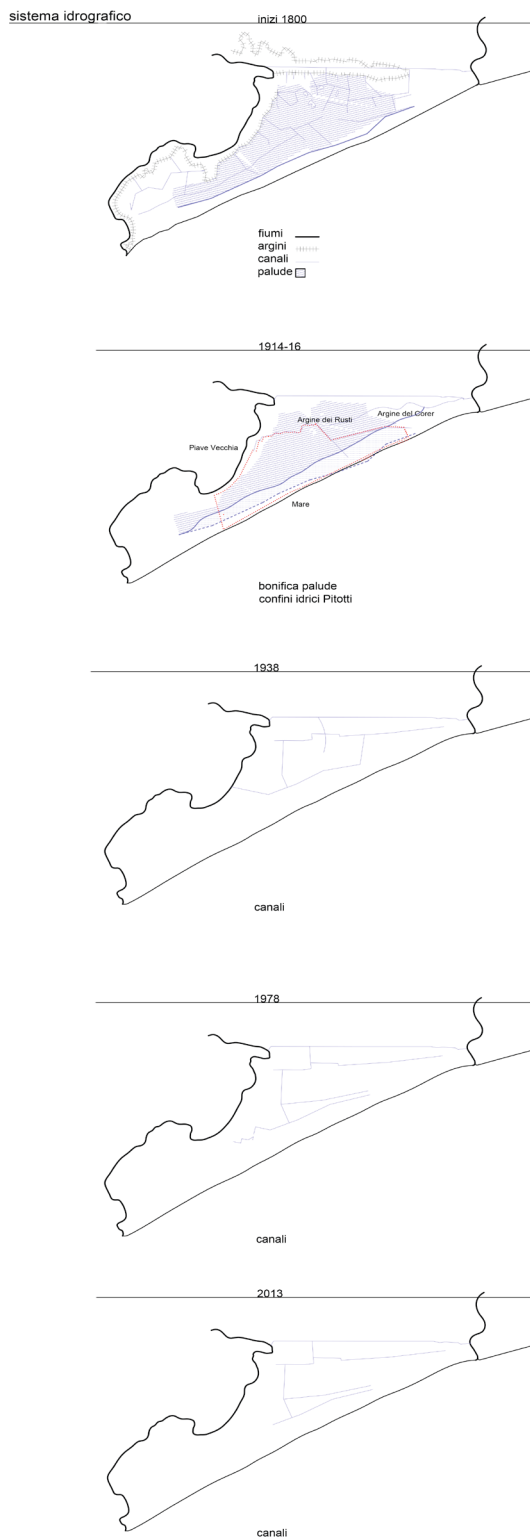 sistema idrografico
inizi 1800
fiumi
argini
canali
palude
1914-16
Argine dei Rusti
Argine del Corer
Piave Vecchia
Mare
bonifica palude
confini idrici Pitotti
1938
canali
1978
canali
2013
canali